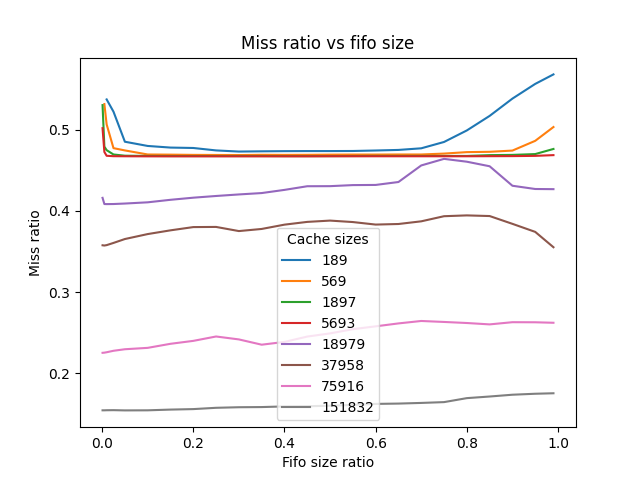 Miss ratio vs fifo size
Miss ratio
0.5
0.4
0.3
0.2
Cache sizes
189
569
1897
5693
18979
37958
75916
151832
0.0 0.2 0.4 0.6 0.8 1.0
Fifo size ratio